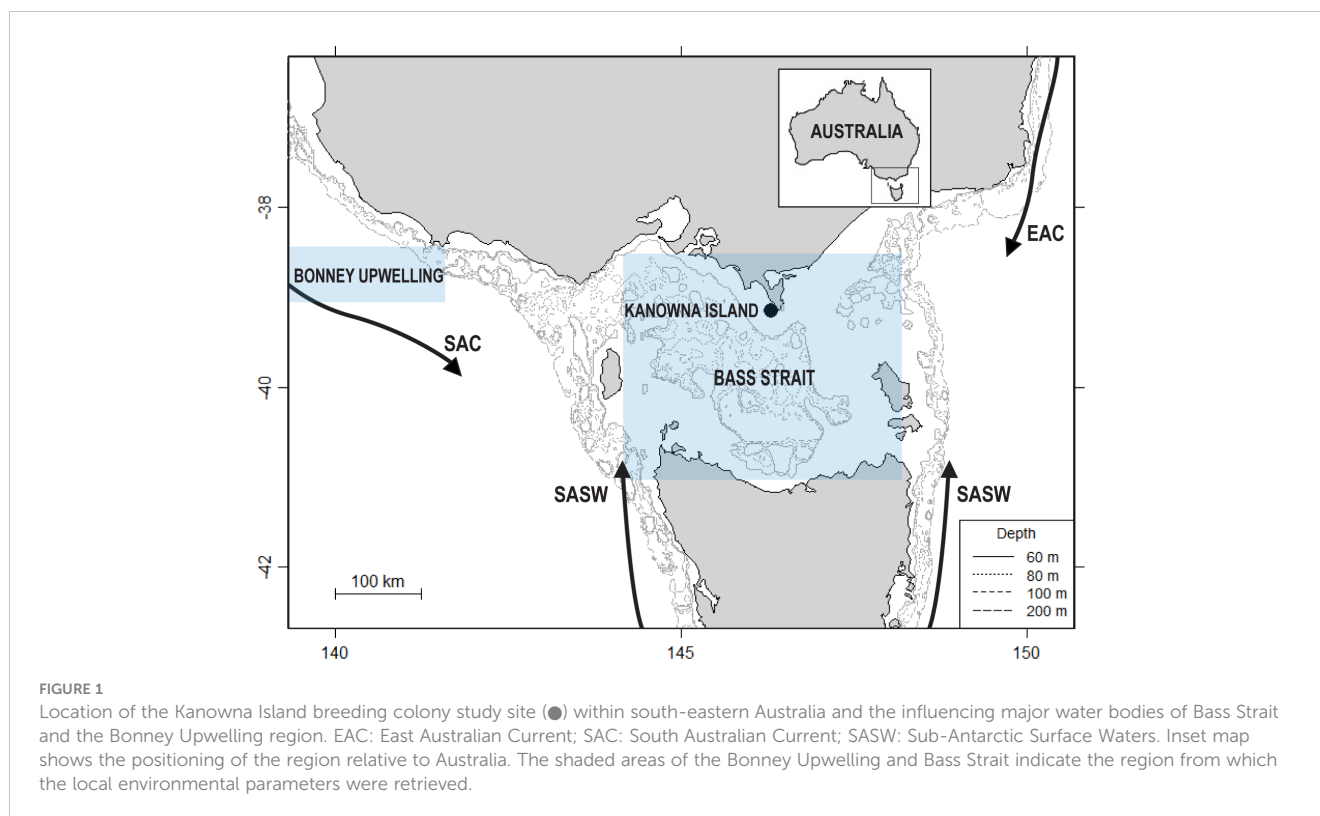 AUSTRALIA
-38
EAC
BONNEY UPWELLING
KANOWNA ISLAND
SAC
BASS STRAIT
-40
SASW
SASW
Depth
60 m
80 m
100 m
200 m
-42
100 km
140
145
150
FIGURE 1
Location of the Kanowna Island breeding colony study site (●) within south-eastern Australia and the influencing major water bodies of Bass Strait
and the Bonney Upwelling region. EAC: East Australian Current; SAC: South Australian Current; SASW: Sub-Antarctic Surface Waters. Inset map
shows the positioning of the region relative to Australia. The shaded areas of the Bonney Upwelling and Bass Strait indicate the region from which
the local environmental parameters were retrieved.